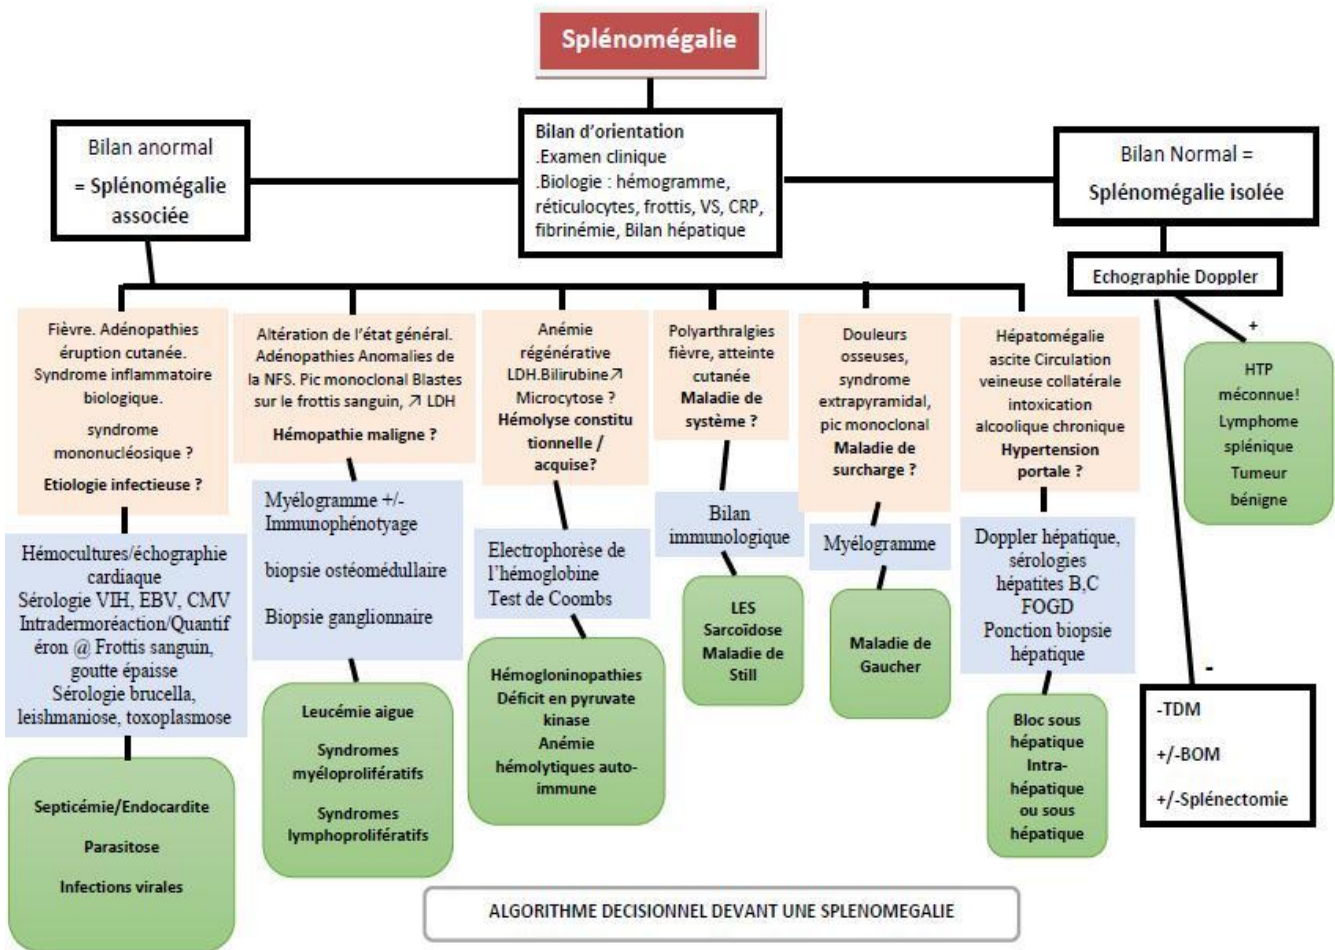 Splénomégalie
Bilan d'orientation
.Examen clinique
.Biologie : hémogramme,
réticulocytes, frottis, VS, CRP,
fibrinémie, Bilan hépatique
Bilan anormal
= Splénomégalie
associée
Bilan Normal =
Splénomégalie isolée
Echographie Doppler
Fièvre. Adénopathies
éruption cutanée.
Syndrome inflammatoire
biologique.
syndrome
mononucléosique ?
Etiologie infectieuse ?
Hémocultures/échographie
cardiaque
Sérologie VIH, EBV, CMV
Intradermoréaction/Quantif
éron @ Frottis sanguin,
goutte épaisse
Sérologie brucella,
leishmaniose, toxoplasmose
Septicémie/Endocardite
Parasitose
Infections virales
Altération de l'état général.
Adénopathies Anomalies de
la NFS. Pic monoclonal Blastes
sur le frottis sanguin, ↗ LDH
Hémopathie maligne ?
Myélogramme +/-
Immunophénotyage
biopsie ostéomédullaire
Biopsie ganglionnaire
Leucémie aigue
Syndromes
myéloprolifératifs
Syndromes
lymphoprolifératifs
Anémie
régénérative
LDH.Bilirubine↗
Microcytose ?
Hémolyse constitu
tionnelle /
acquise?
Electrophorèse de
l'hémoglobine
Test de Coombs
Hémogloninopathies
Déficit en pyruvate
kinase
Anémie
hémolytiques auto-
immune
Polyarthralgies
fièvre, atteinte
cutanée
Maladie de
système ?
Bilan
immunologique
LES
Sarcoïdose
Maladie de
Still
Douleurs
osseuses,
syndrome
extrapyramidal,
pic monoclonal
Maladie de
surcharge ?
Myélogramme
Maladie de
Gaucher
Hépatomégalie
ascite Circulation
veineuse collatérale
intoxication
alcoolique chronique
Hypertension
portale ?
Doppler hépatique,
sérologies
hépatites B,C
FOGD
Ponction biopsie
hépatique
Bloc sous
hépatique
Intra-
hépatique
ou sous
hépatique
+
HTP
méconnue!
Lymphome
splénique
Tumeur
bénigne
-
-TDM
+/-BOM
+/-Splénectomie
ALGORITHME DECISIONNEL DEVANT UNE SPLENOMEGALIE